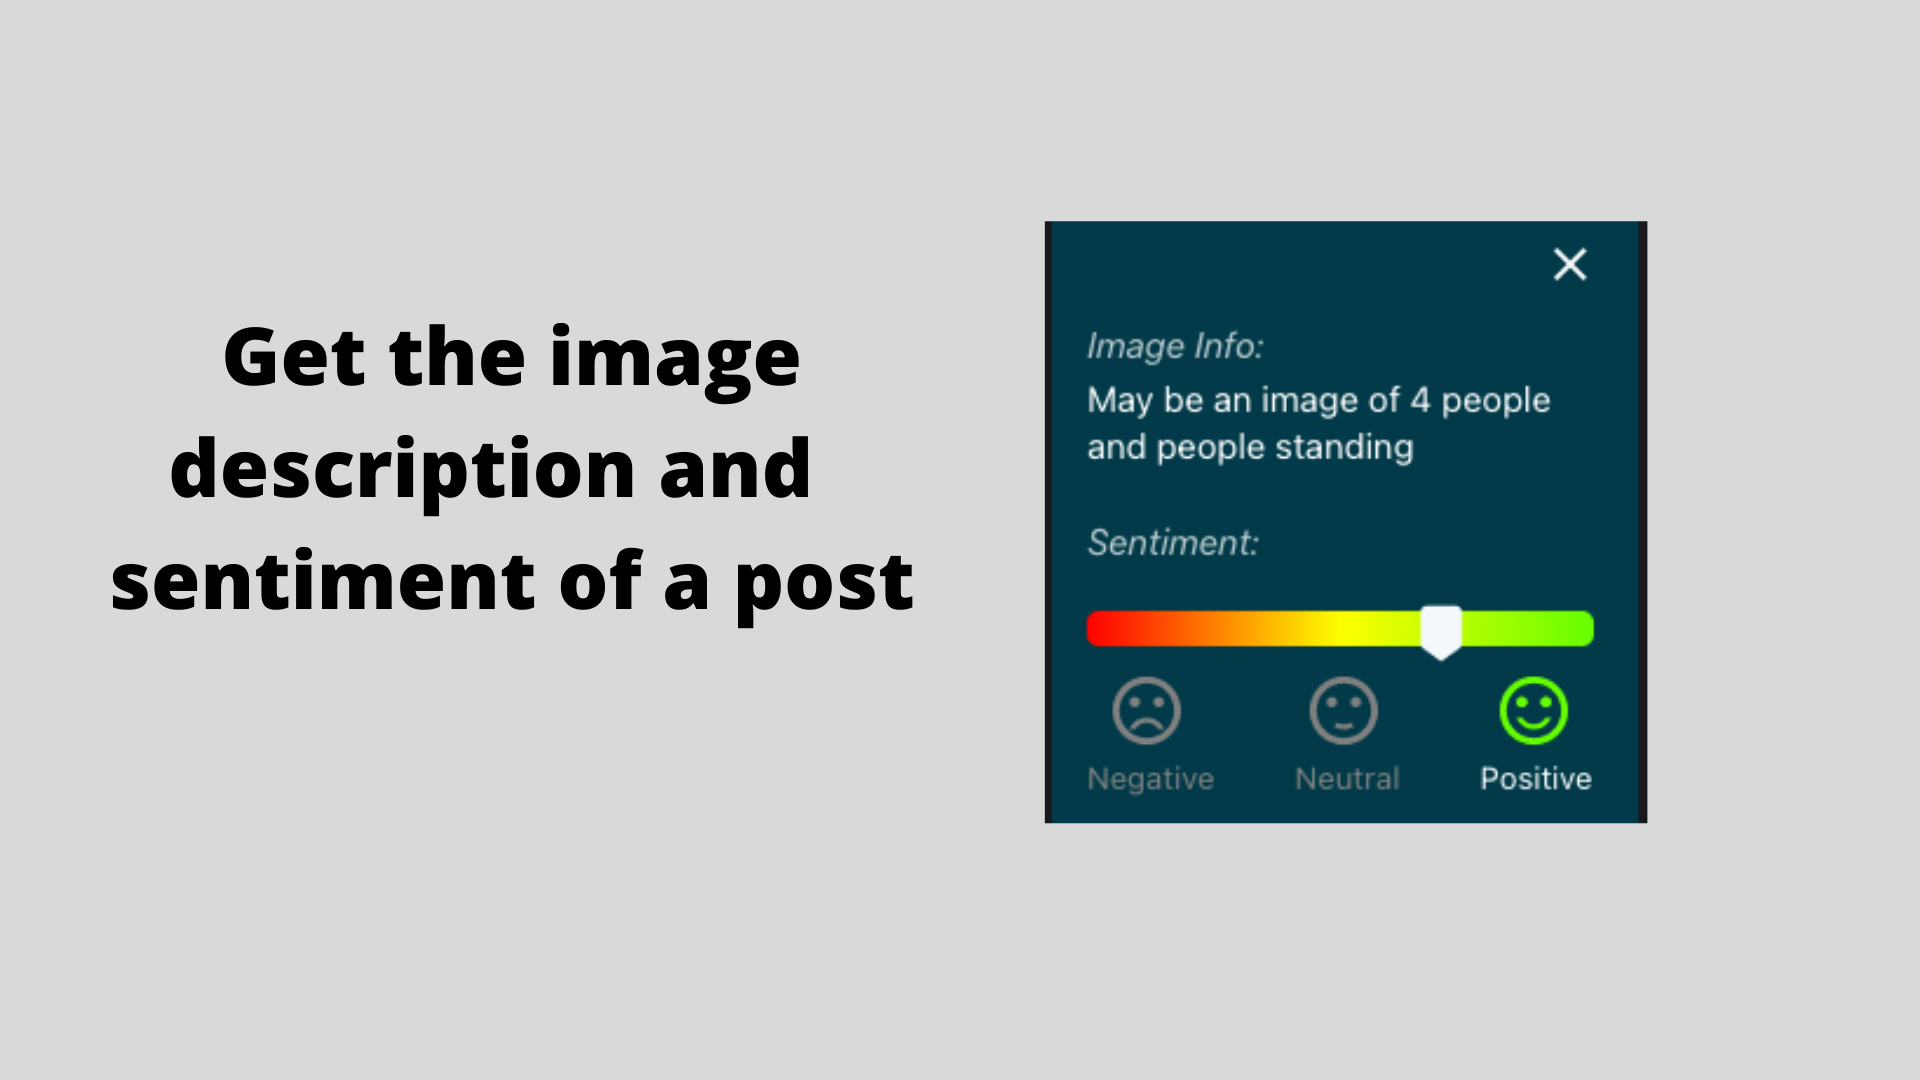 Get the image
description and
sentiment of a post
Image Info:
May be an image of 4 people
and people standing
Sentiment:
Negative
Neutral
Positive